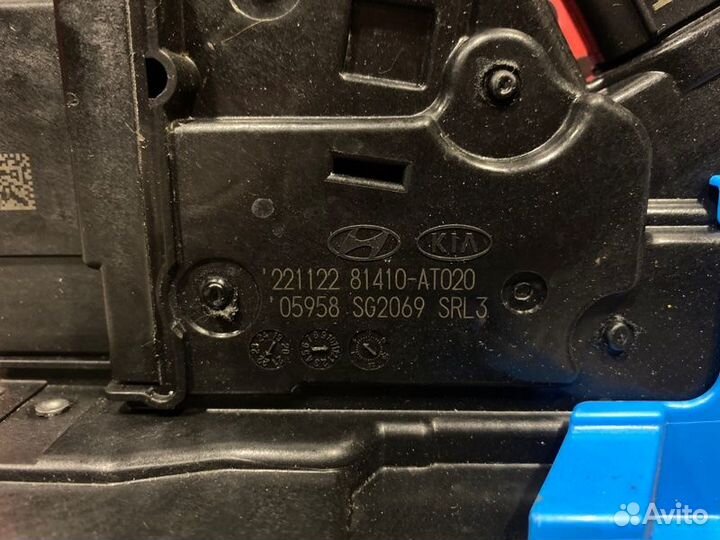 KIA
'221122 81410-AT020
'05958 SG2069 SRL3
Avito